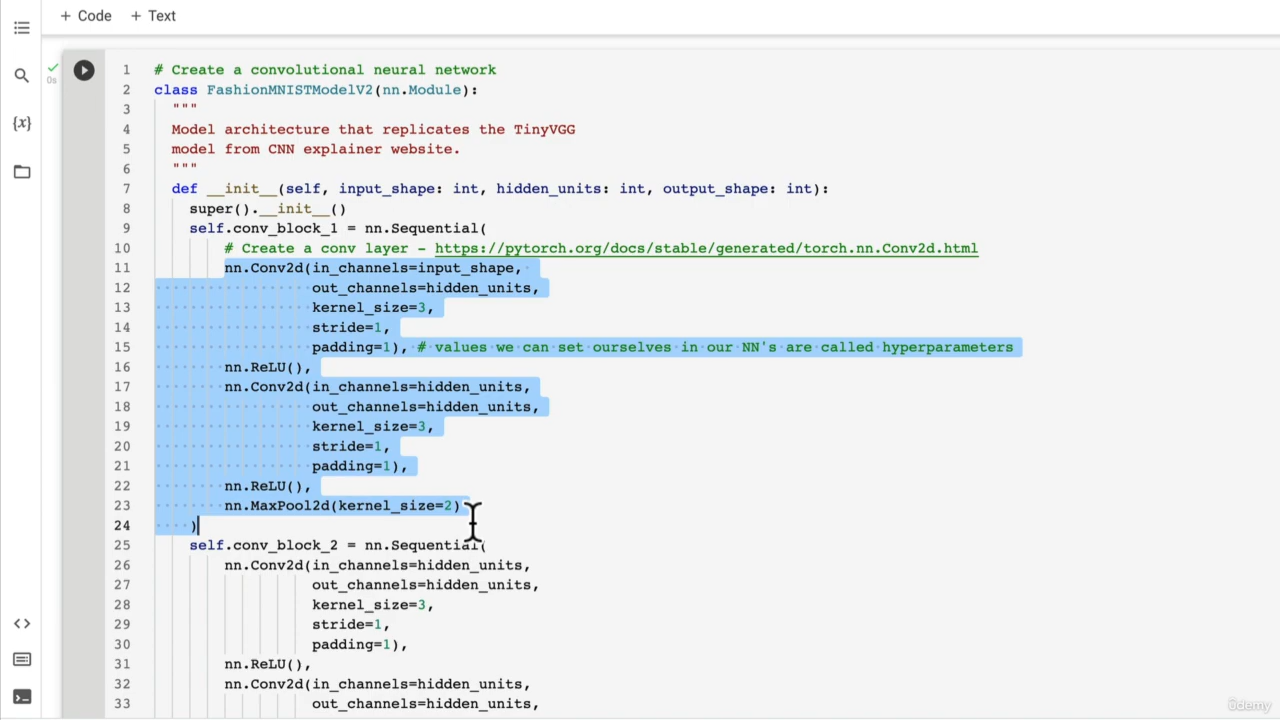 + Code + Text
0s
1 # Create a convolutional neural network
2 class FashionMNISTModelV2(nn.Module):
3 """
4 Model architecture that replicates the TinyVGG
5 model from CNN explainer website.
6 """
7 def __init__(self, input_shape: int, hidden_units: int, output_shape: int):
8 super().__init__()
9 self.conv_block_1 = nn.Sequential(
10 # Create a conv layer - https://pytorch.org/docs/stable/generated/torch.nn.Conv2d.html
11 nn.Conv2d(in_channels=input_shape,
12 out_channels=hidden_units,
13 kernel_size=3,
14 stride=1,
15 padding=1), # values we can set ourselves in our NN's are called hyperparameters
16 nn.ReLU(),
17 nn.Conv2d(in_channels=hidden_units,
18 out_channels=hidden_units,
19 kernel_size=3,
20 stride=1,
21 padding=1),
22 nn.ReLU(),
23 nn.MaxPool2d(kernel_size=2)
24 )
25 self.conv_block_2 = nn.Sequential(
26 nn.Conv2d(in_channels=hidden_units,
27 out_channels=hidden_units,
28 kernel_size=3,
29 stride=1,
30 padding=1),
31 nn.ReLU(),
32 nn.Conv2d(in_channels=hidden_units,
33 out_channels=hidden_units,
ûdemy